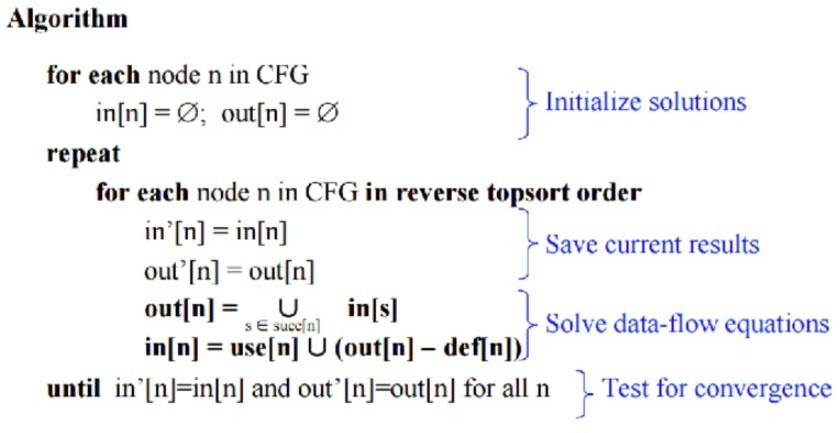 Algorithm
for each node n in CFG
in[n] = ∅; out[n] = ∅
Initialize solutions
repeat
for each node n in CFG in reverse topsort order
in’[n] = in[n]
out’[n] = out[n]
Save current results
out[n] = ∪ in[s]
s ∈ succ[n]
in[n] = use[n] ∪ (out[n] – def[n])
Solve data-flow equations
until in’[n]=in[n] and out’[n]=out[n] for all n
Test for convergence